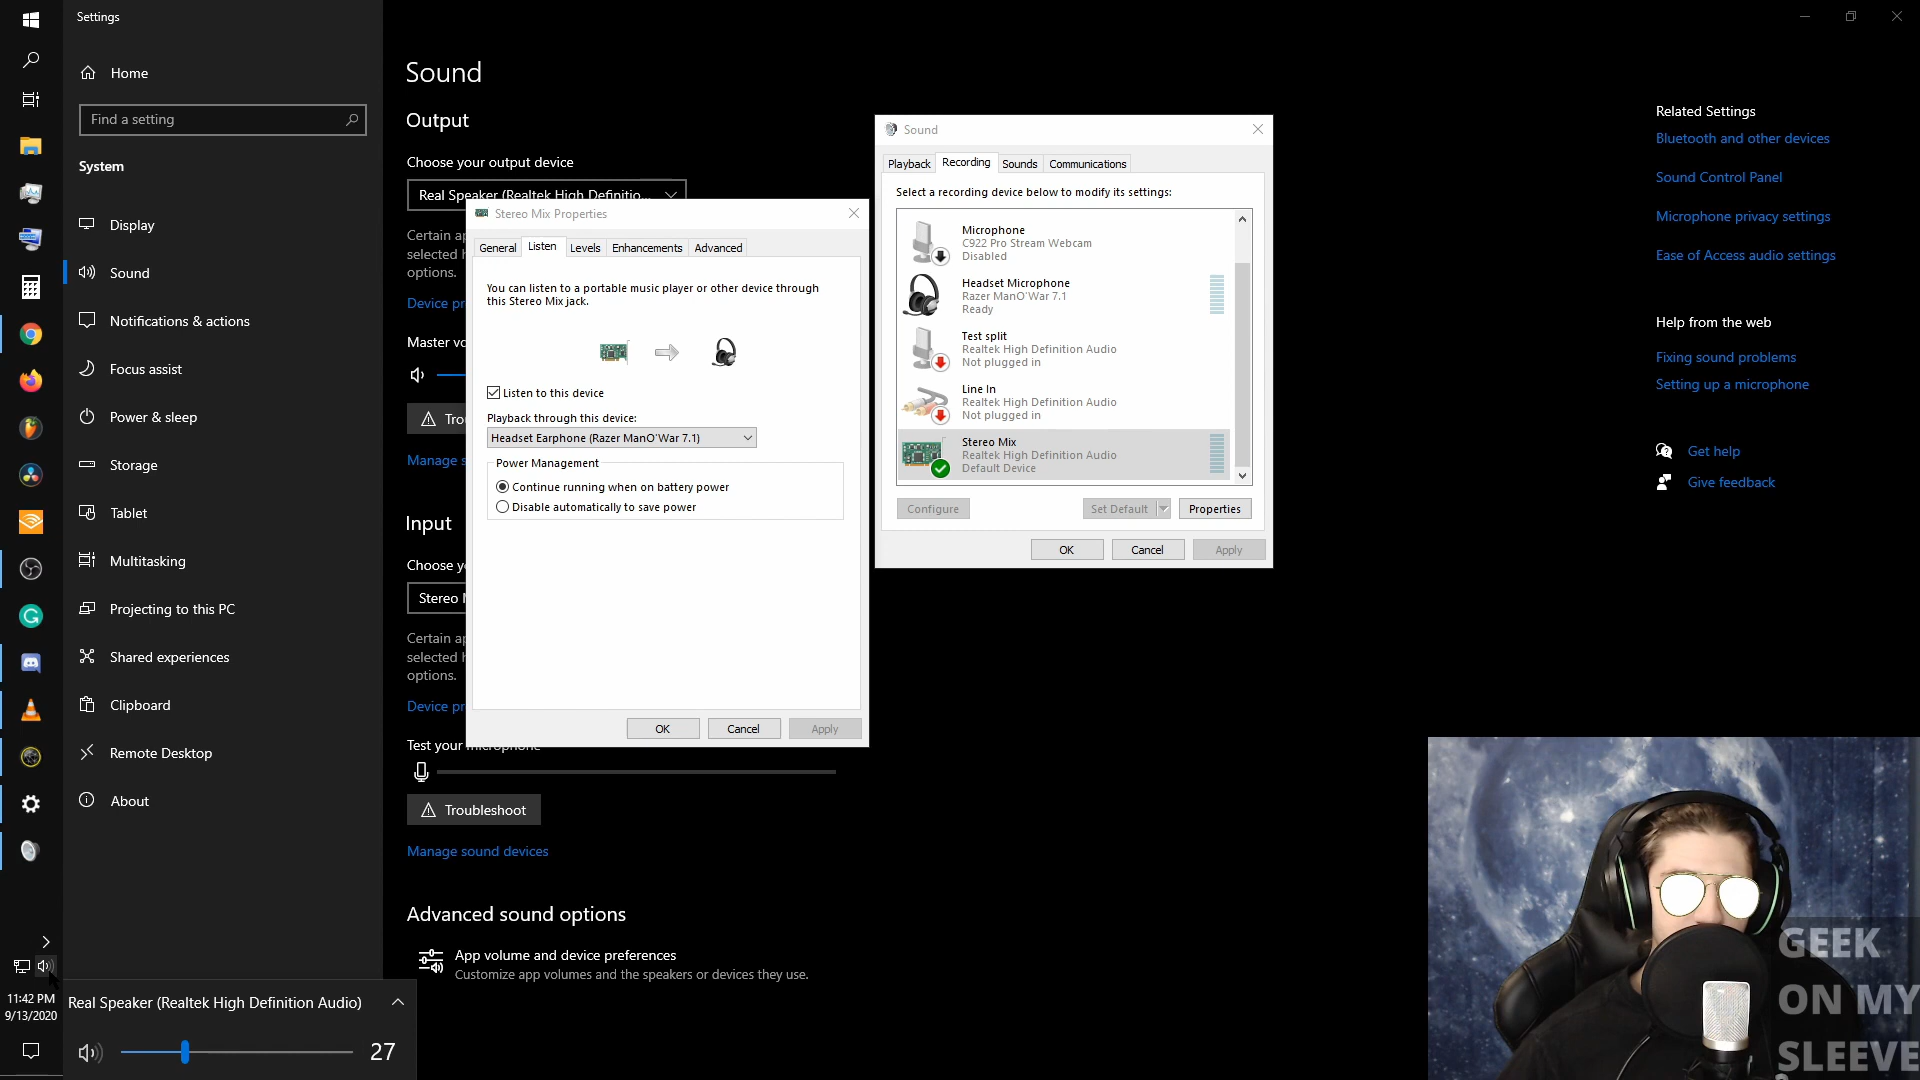 Settings
Home
Find a setting
System
Display
Sound
Notifications & actions
Focus assist
Power & sleep
Storage
Tablet
Multitasking
Projecting to this PC
Shared experiences
Clipboard
Remote Desktop
About
11:42 PM
9/13/2020
Real Speaker (Realtek High Definition Audio)
27
Sound
Output
Choose your output device
Real Speaker (Realtek High Definitio...
Certain
selected
options.
Device
Master
Manage
Input
Choose
Stereo
Certain
selected
options.
Device
Test your microphone
Troubleshoot
Manage sound devices
Advanced sound options
App volume and device preferences
Customize app volumes and the speakers or devices they use.
Stereo Mix Properties
General Listen Levels Enhancements Advanced
You can listen to a portable music player or other device through
this Stereo Mix jack.
Listen to this device
Playback through this device:
Headset Earphone (Razer ManO'War 7.1)
Power Management
Continue running when on battery power
Disable automatically to save power
OK Cancel Apply
Sound
Playback Recording Sounds Communications
Select a recording device below to modify its settings:
Microphone
C922 Pro Stream Webcam
Disabled
Headset Microphone
Razer ManO'War 7.1
Ready
Test split
Realtek High Definition Audio
Not plugged in
Line In
Realtek High Definition Audio
Not plugged in
Stereo Mix
Realtek High Definition Audio
Default Device
Configure Set Default Properties
OK Cancel Apply
Related Settings
Bluetooth and other devices
Sound Control Panel
Microphone privacy settings
Ease of Access audio settings
Help from the web
Fixing sound problems
Setting up a microphone
Get help
Give feedback
GEEK
ON MY
SLEEVE